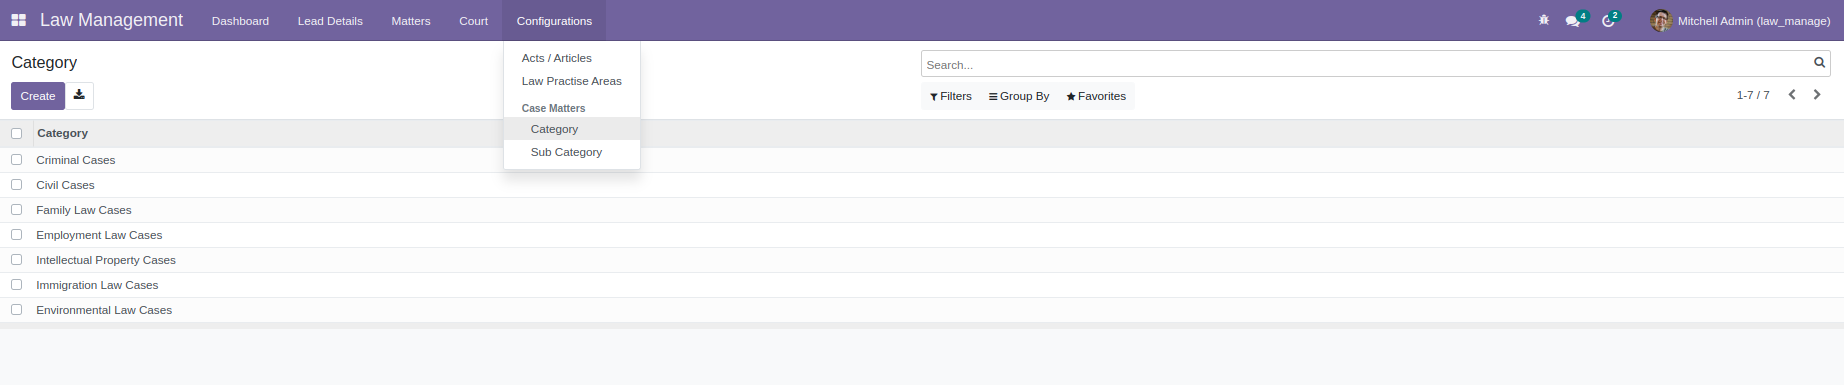 Law Management Dashboard Lead Details Matters Court Configurations 4 2 Mitchell Admin (law_manage)
Category
Acts / Articles
Law Practise Areas
Case Matters
Category
Sub Category
Search...
Create
Filters Group By Favorites 1-7 / 7
Category
Criminal Cases
Civil Cases
Family Law Cases
Employment Law Cases
Intellectual Property Cases
Immigration Law Cases
Environmental Law Cases